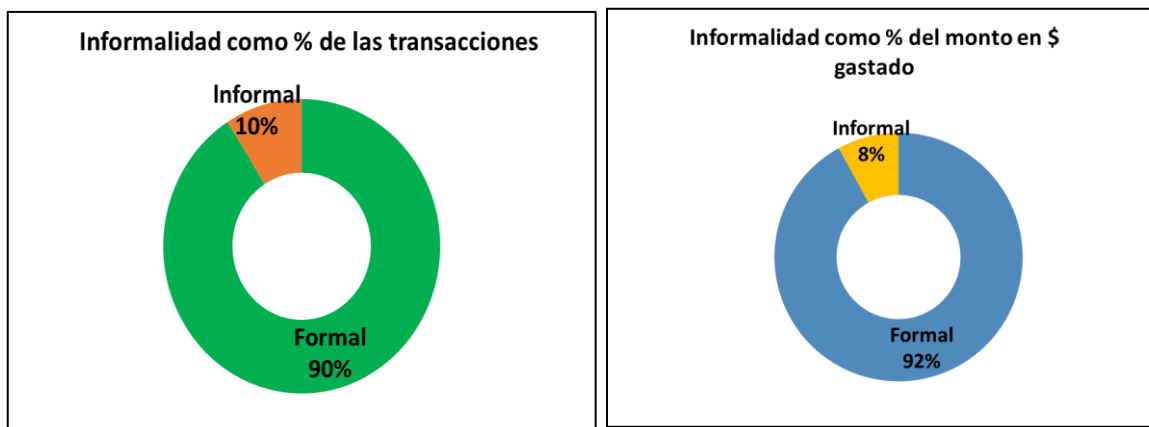 Informalidad como % de las transacciones
Informal
10%
Formal
90%
Informalidad como % del monto en $
gastado
Informal
8%
Formal
92%